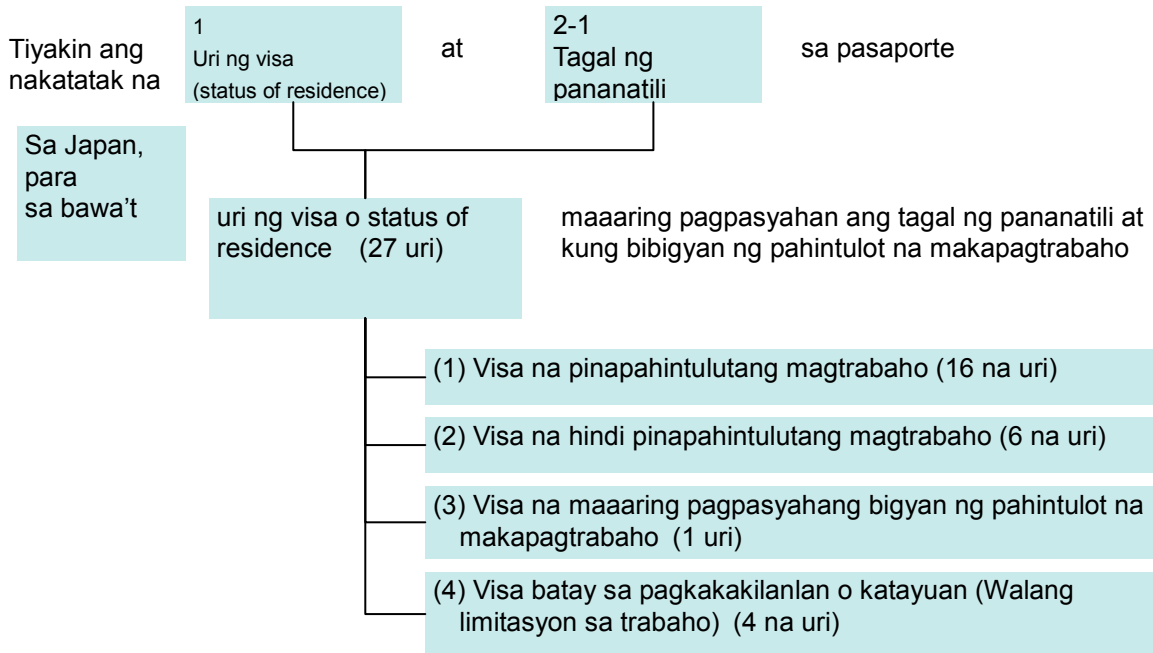 Tiyakin ang
nakatatak na
1
Uri ng visa
(status of residence)
at
2-1
Tagal ng
pananatili
sa pasaporte
Sa Japan,
para
sa bawa’t
uri ng visa o status of
residence (27 uri)
maaaring pagpasyahan ang tagal ng pananatili at
kung bibigyan ng pahintulot na makapagtrabaho
(1) Visa na pinapahintulutang magtrabaho (16 na uri)
(2) Visa na hindi pinapahintulutang magtrabaho (6 na uri)
(3) Visa na maaaring pagpasyahang bigyan ng pahintulot na
makapagtrabaho (1 uri)
(4) Visa batay sa pagkakakilanlan o katayuan (Walang
limitasyon sa trabaho) (4 na uri)